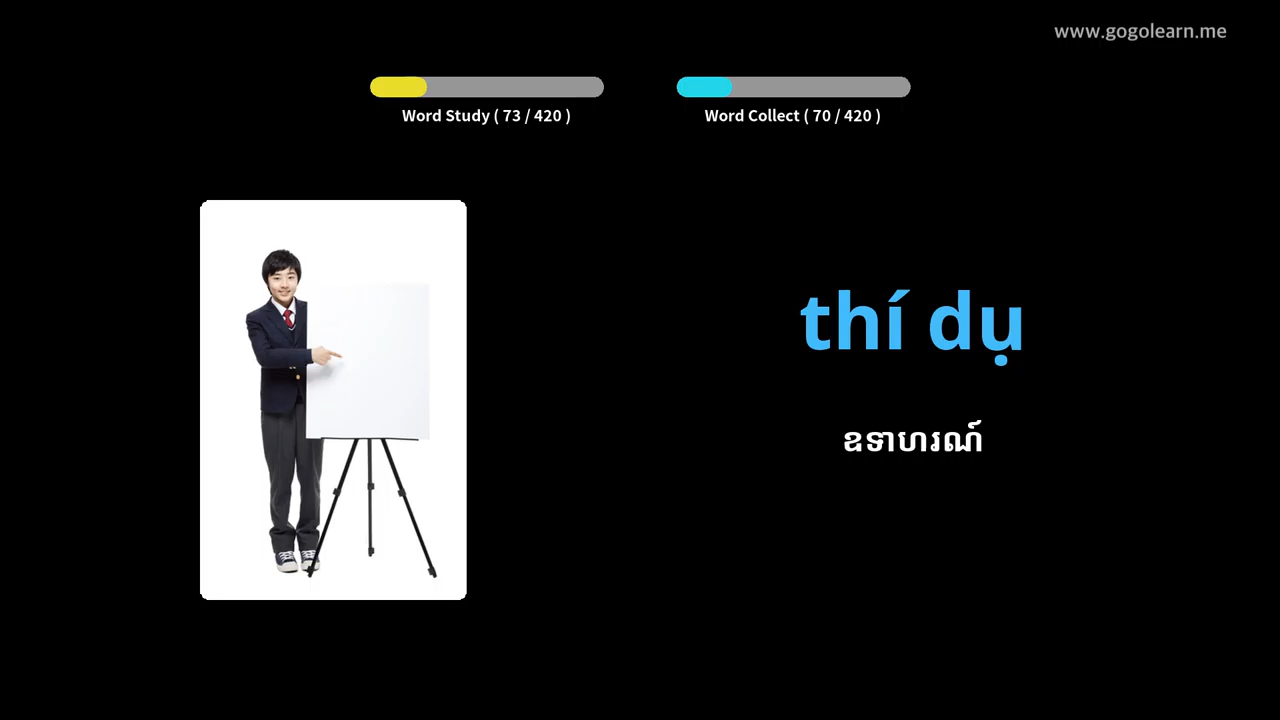 www.gogolearn.me
Word Study ( 73 / 420 )
Word Collect ( 70 / 420 )
thí dụ
ឧទាហរណ៍